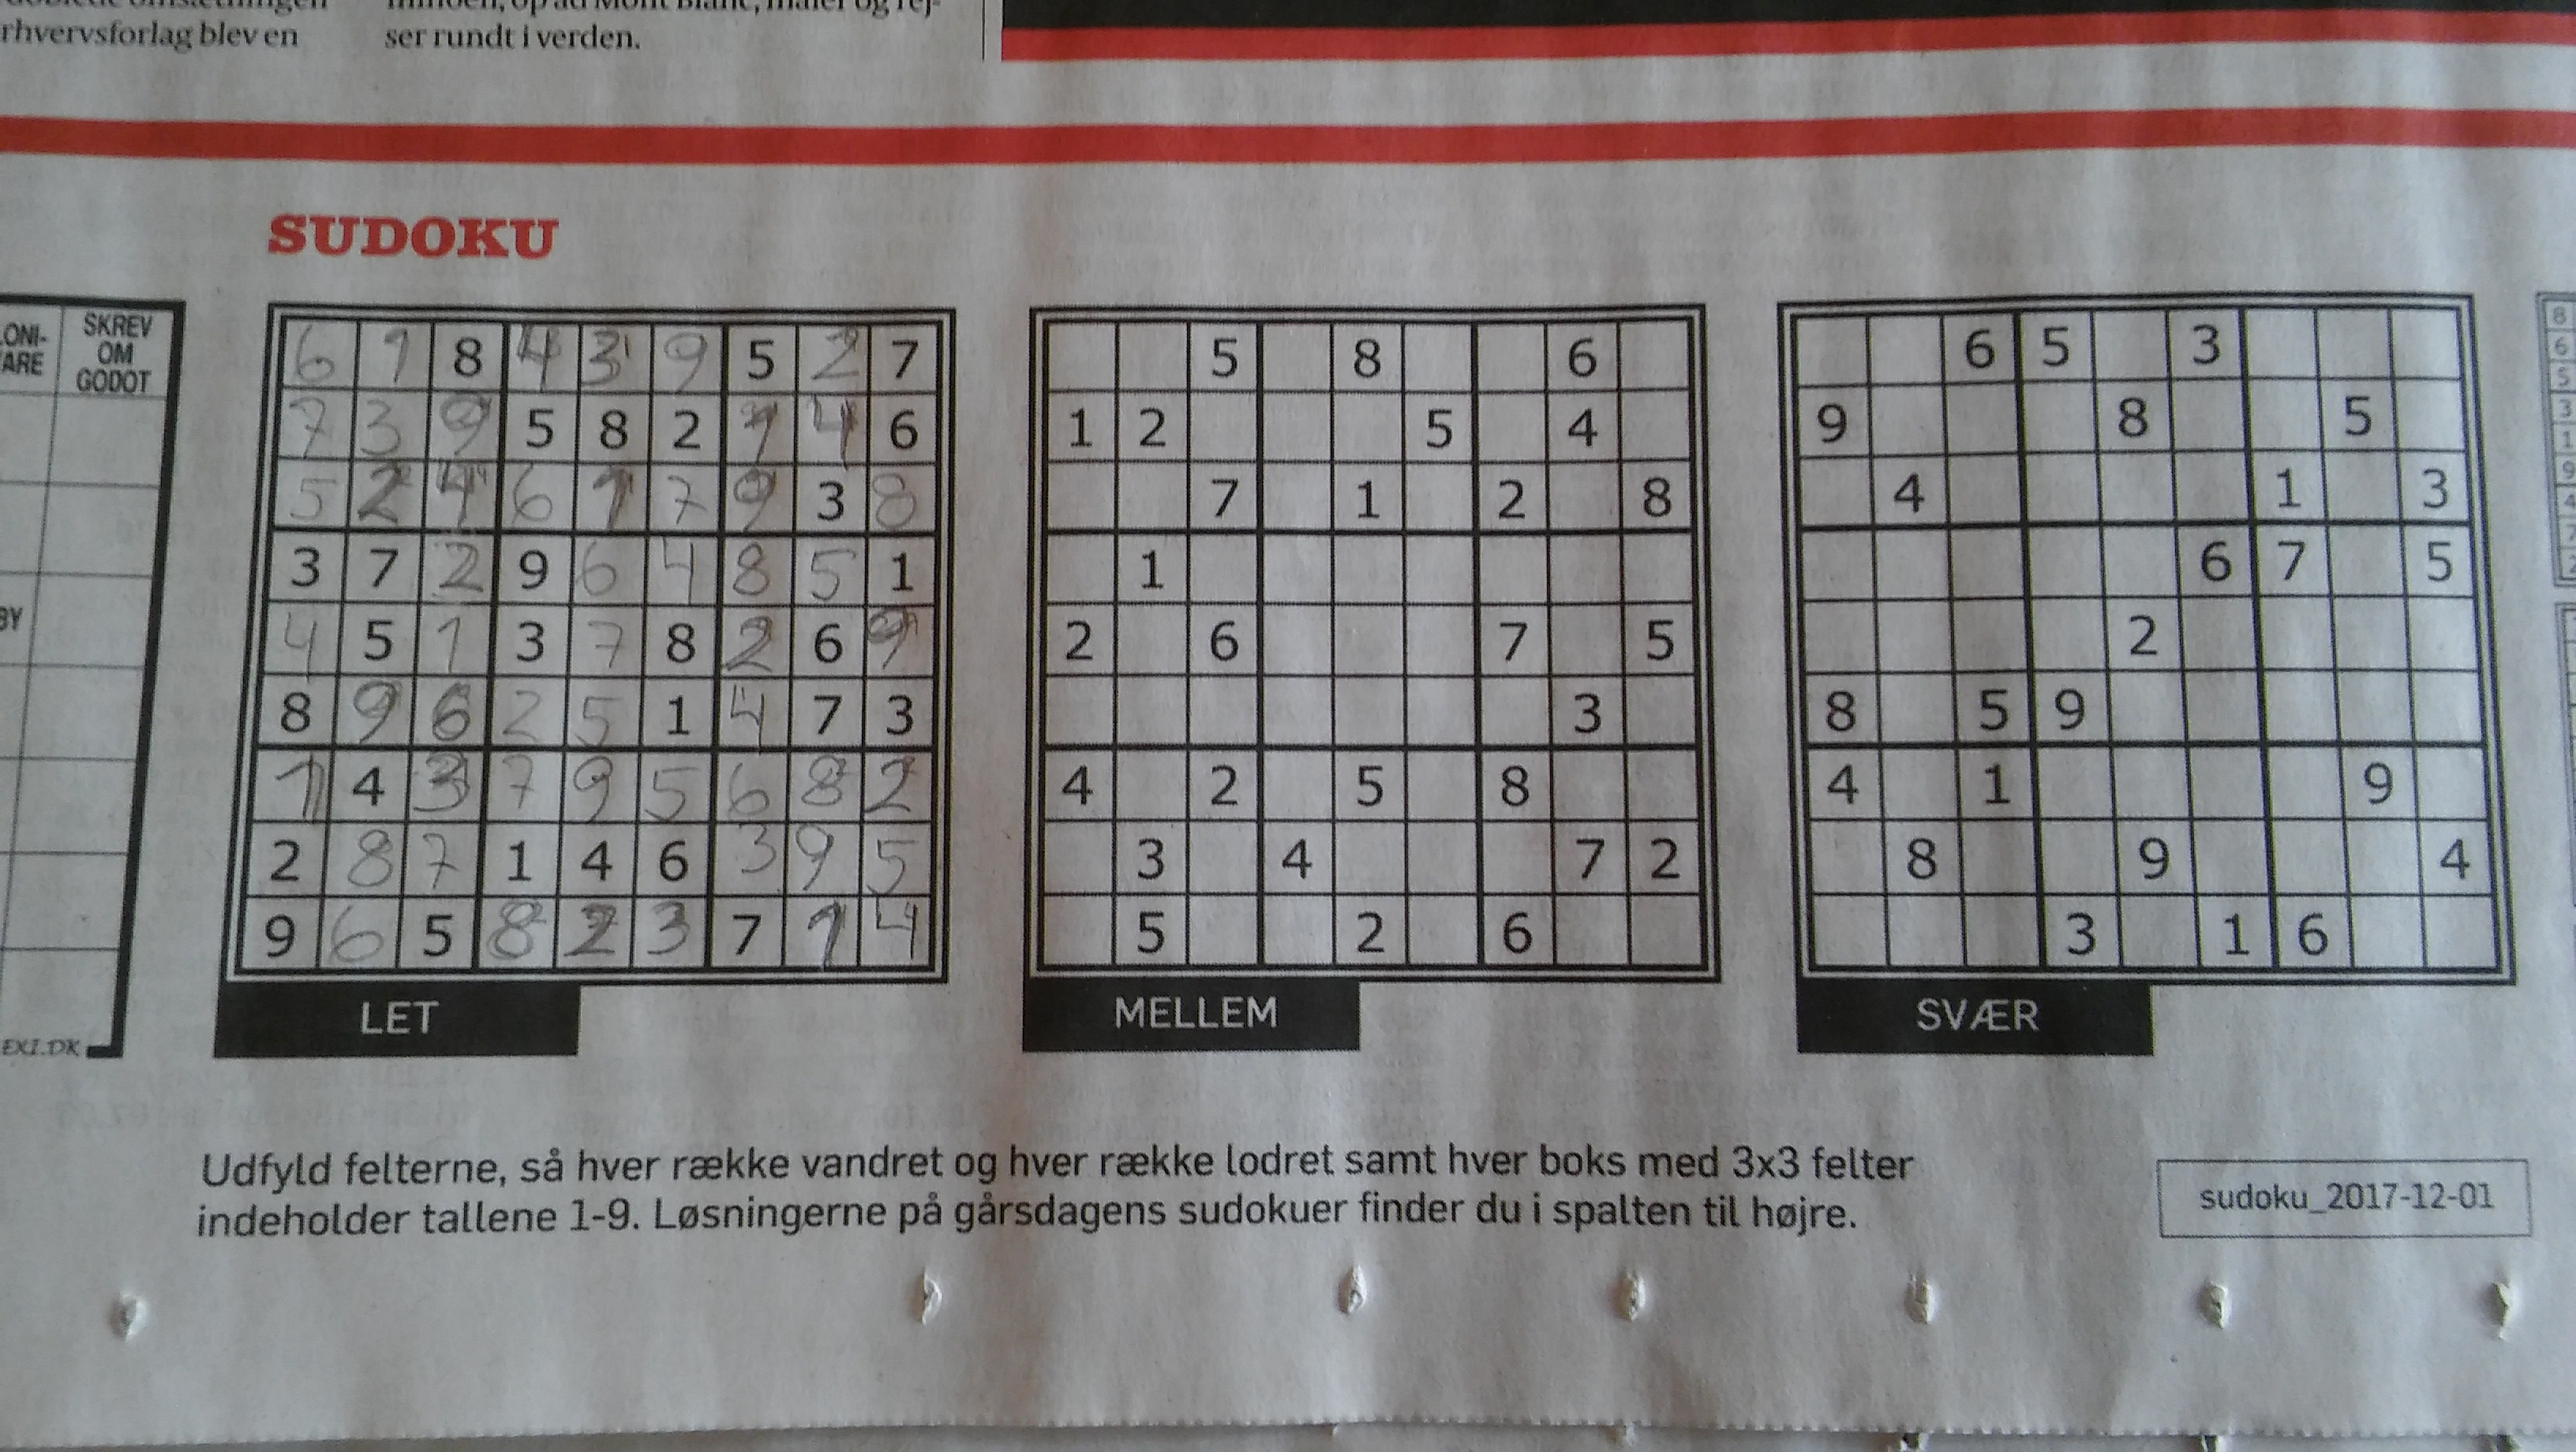 rhvervsforlag blev en
ser rundt i verden.
SUDOKU
SKREV
OM
GODOT
6 1 8 4 3 9 5 2 7
7 3 9 5 8 2 1 4 6
5 2 4 6 1 7 9 3 8
3 7 2 9 6 4 8 5 1
4 5 1 3 7 8 2 6 9
8 9 6 2 5 1 4 7 3
1 4 3 7 9 5 6 8 2
2 8 7 1 4 6 3 9 5
9 6 5 8 2 3 7 1 4
LET
5 8 6
1 2 5 4
7 1 2 8
1
2 6 7 5
3
4 2 5 8
3 4 7 2
5 2 6
MELLEM
6 5 3
9 8 5
4 1 3
6 7 5
2
8 5 9
4 1 9
8 9 4
3 1 6
SVÆR
Udfyld felterne, så hver række vandret og hver række lodret samt hver boks med 3x3 felter
indeholder tallene 1-9. Løsningerne på gårsdagens sudokuer finder du i spalten til højre.
sudoku_2017-12-01